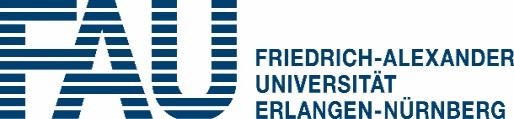 FAU
FRIEDRICH-ALEXANDER
UNIVERSITÄT
ERLANGEN-NÜRNBERG